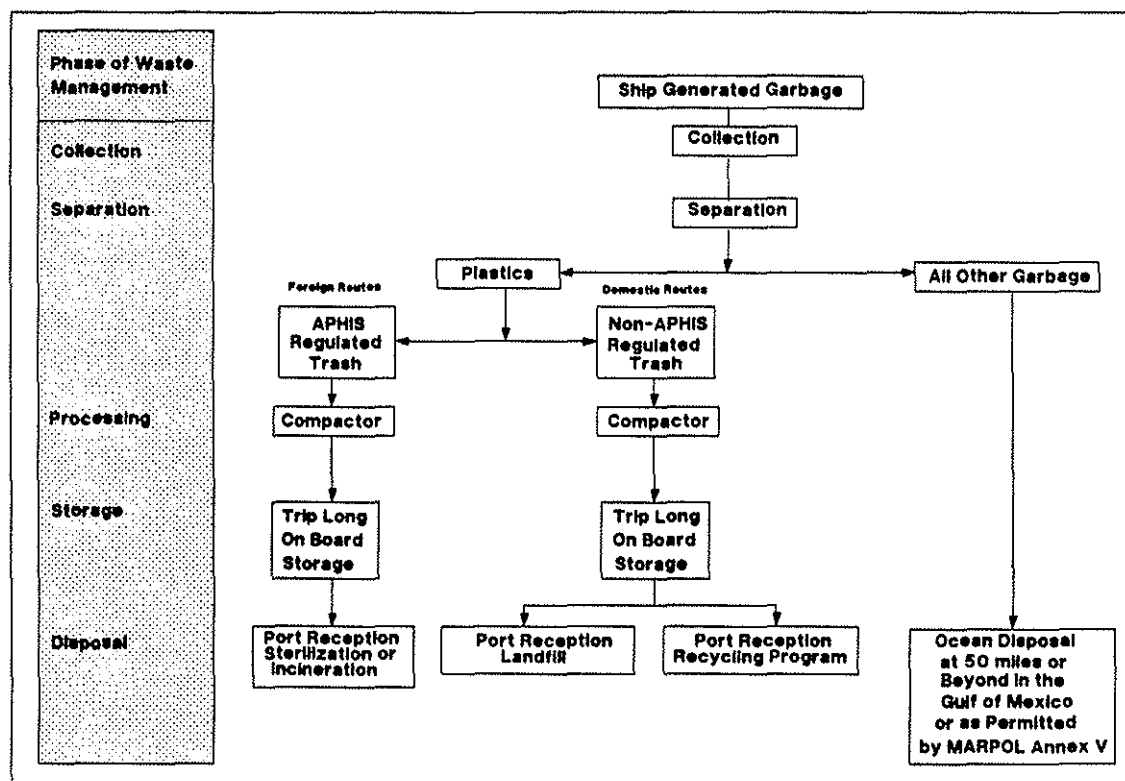 Phase of Waste
Management
Ship Generated Garbage
Collection
Collection
Separation
Separation
Plastics
All Other Garbage
Foreign Routes
Domestic Routes
APHIS
Regulated
Trash
Non-APHIS
Regulated
Trash
Processing
Compactor
Compactor
Storage
Trip Long
On Board
Storage
Trip Long
On Board
Storage
Disposal
Port Reception
Sterilization or
Incineration
Port Reception
Landfill
Port Reception
Recycling Program
Ocean Disposal
at 50 miles or
Beyond in the
Gulf of Mexico
or as Permitted
by MARPOL Annex V